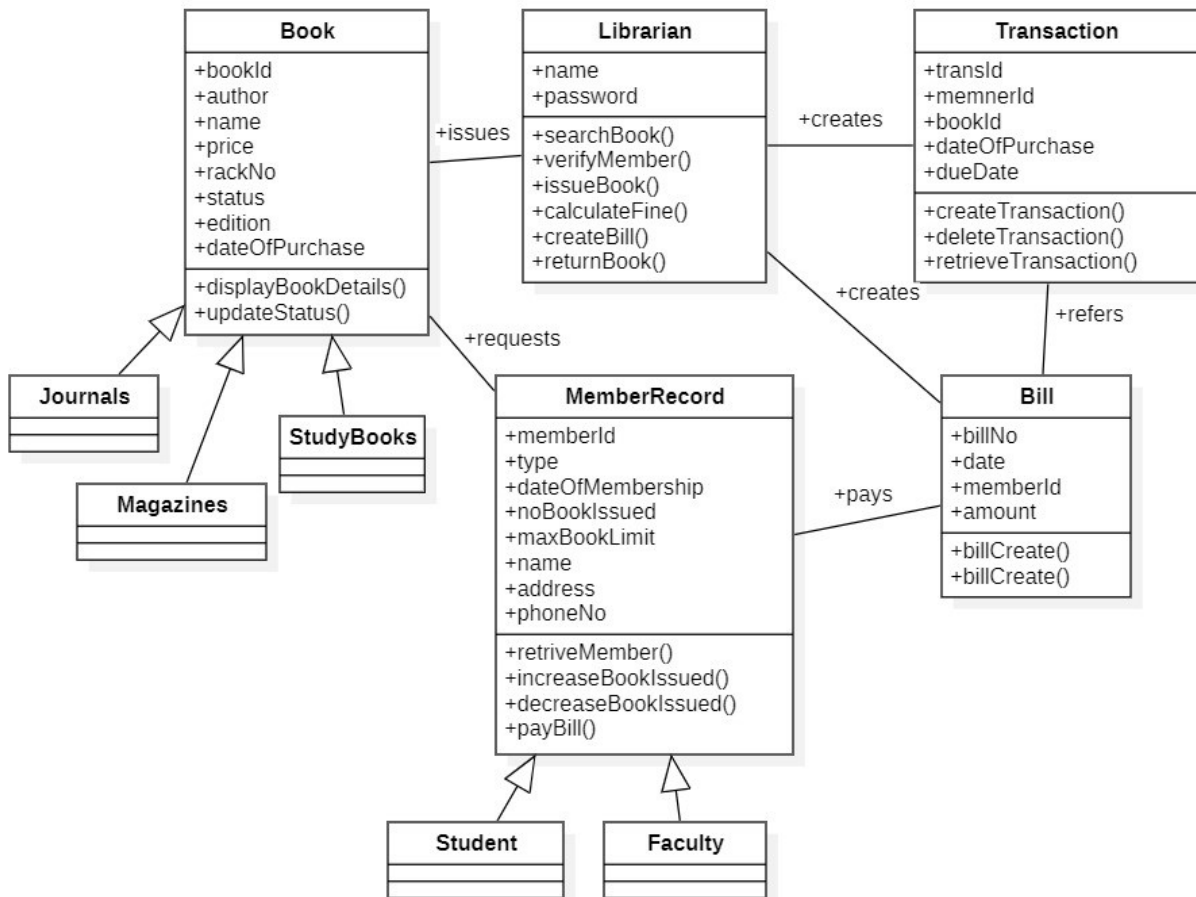 Book
+bookId
+author
+name
+price
+rackNo
+status
+edition
+dateOfPurchase
+displayBookDetails()
+updateStatus()
+issues
Librarian
+name
+password
+searchBook()
+verifyMember()
+issueBook()
+calculateFine()
+createBill()
+returnBook()
+creates
Transaction
+transId
+memnerId
+bookId
+dateOfPurchase
+dueDate
+createTransaction()
+deleteTransaction()
+retrieveTransaction()
+creates
+refers
+requests
Journals
Magazines
StudyBooks
MemberRecord
+memberId
+type
+dateOfMembership
+noBookIssued
+maxBookLimit
+name
+address
+phoneNo
+retriveMember()
+increaseBookIssued()
+decreaseBookIssued()
+payBill()
+pays
Bill
+billNo
+date
+memberId
+amount
+billCreate()
+billCreate()
Student
Faculty